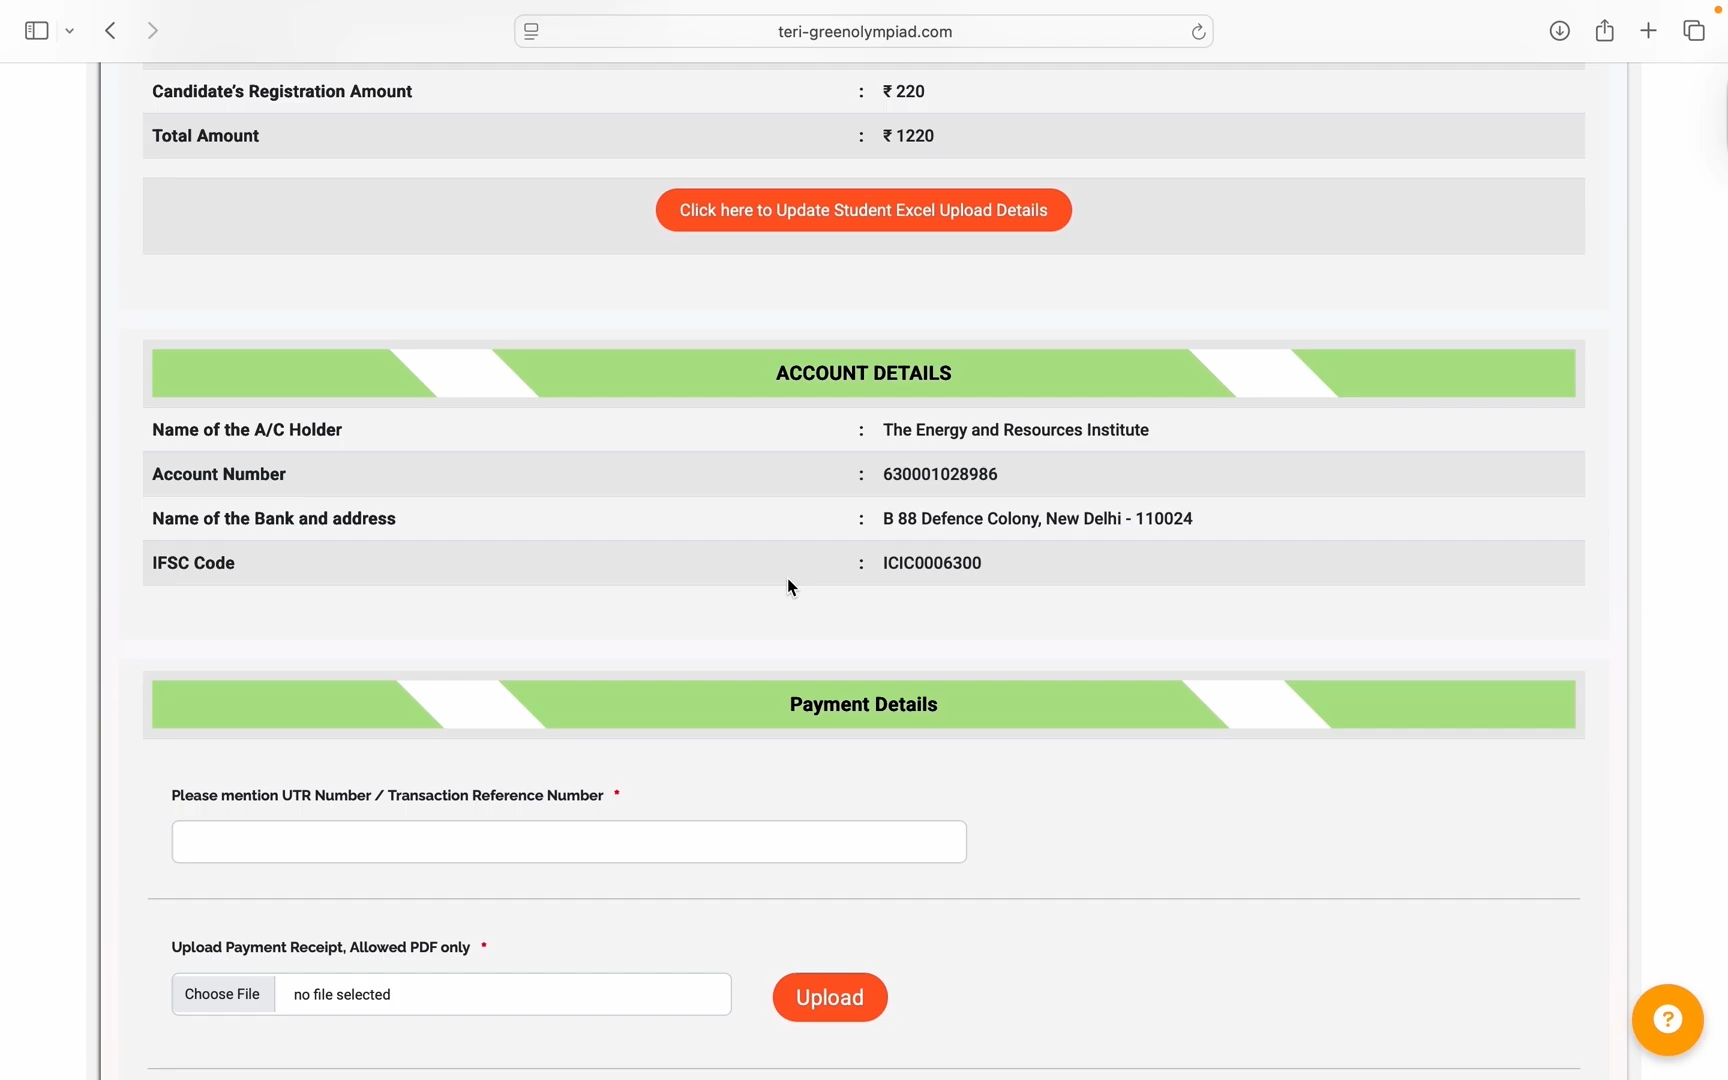 teri-greenolympiad.com
Candidate's Registration Amount : ₹ 220
Total Amount : ₹ 1220
Click here to Update Student Excel Upload Details
ACCOUNT DETAILS
Name of the A/C Holder : The Energy and Resources Institute
Account Number : 630001028986
Name of the Bank and address : B 88 Defence Colony, New Delhi - 110024
IFSC Code : ICIC0006300
Payment Details
Please mention UTR Number / Transaction Reference Number *
Upload Payment Receipt, Allowed PDF only *
Choose File no file selected
Upload
?